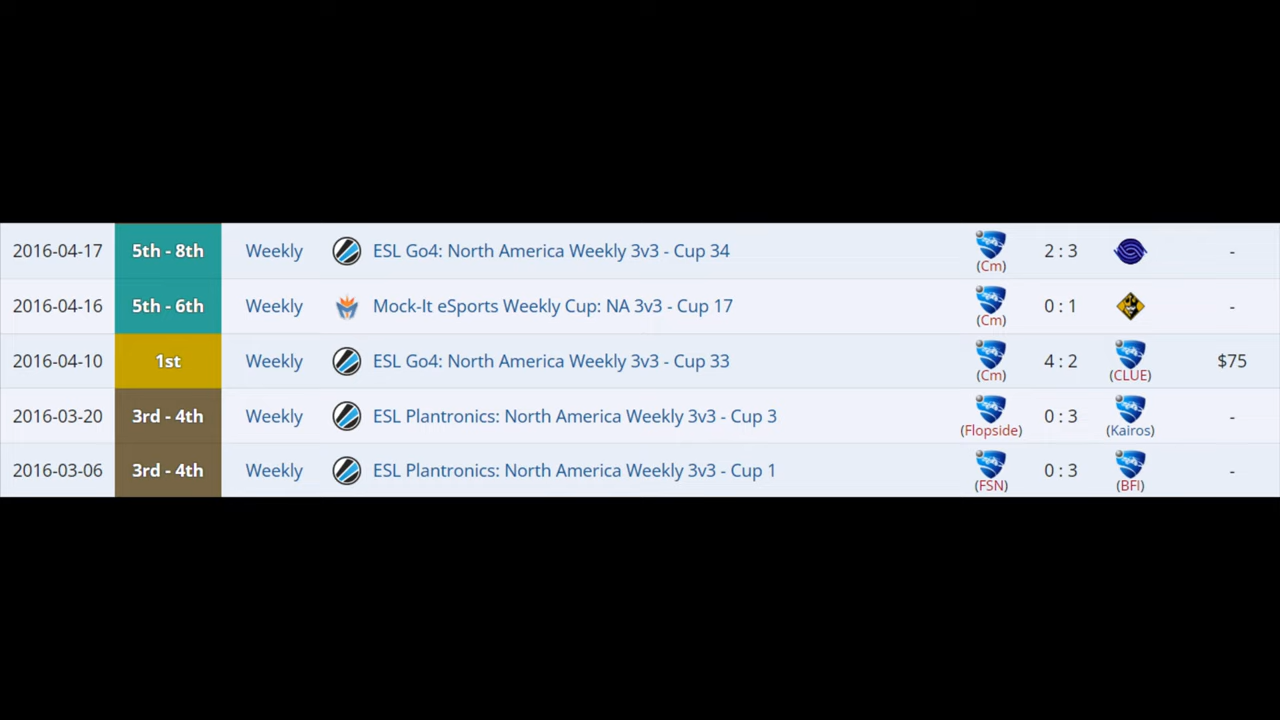 2016-04-17 5th - 8th Weekly ESL Go4: North America Weekly 3v3 - Cup 34 (Cm) 2 : 3 -
2016-04-16 5th - 6th Weekly Mock-It eSports Weekly Cup: NA 3v3 - Cup 17 (Cm) 0 : 1 -
2016-04-10 1st Weekly ESL Go4: North America Weekly 3v3 - Cup 33 (Cm) 4 : 2 (CLUE) $75
2016-03-20 3rd - 4th Weekly ESL Plantronics: North America Weekly 3v3 - Cup 3 (Flopside) 0 : 3 (Kairos) -
2016-03-06 3rd - 4th Weekly ESL Plantronics: North America Weekly 3v3 - Cup 1 (FSN) 0 : 3 (BFI) -